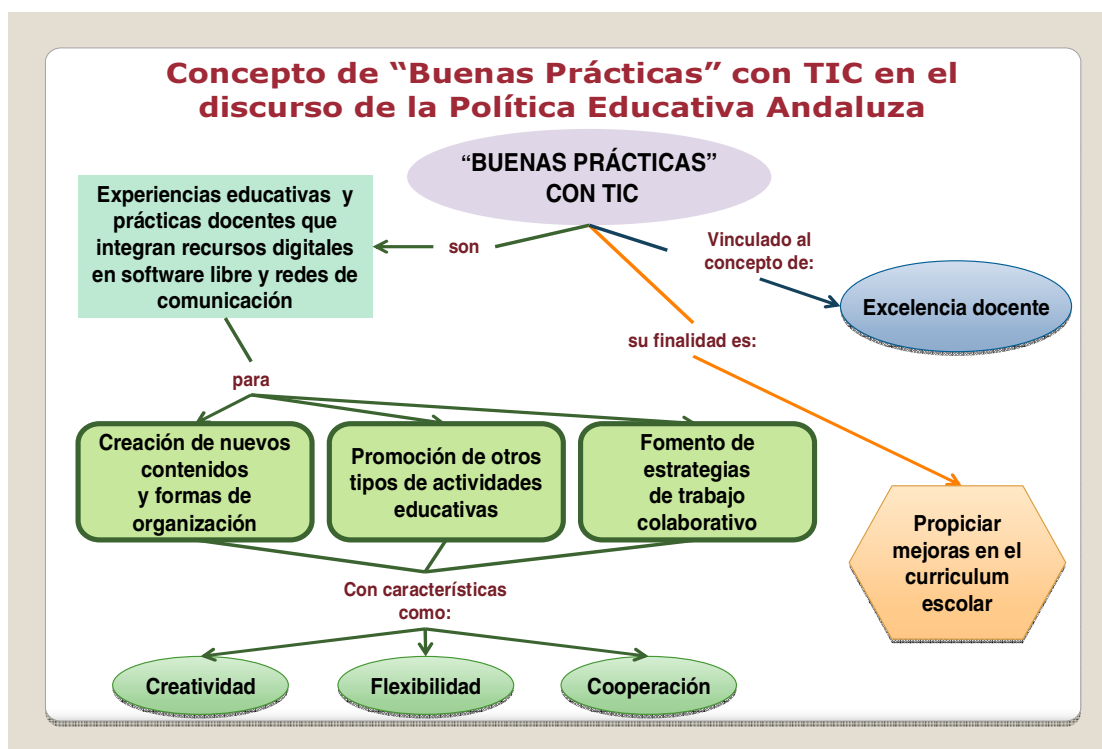 Concepto de “Buenas Prácticas” con TIC en el
discurso de la Política Educativa Andaluza
“BUENAS PRÁCTICAS”
CON TIC
Experiencias educativas y
prácticas docentes que
integran recursos digitales
en software libre y redes de
comunicación
son
Vinculado al
concepto de:
Excelencia docente
su finalidad es:
para
Creación de nuevos
contenidos
y formas de
organización
Promoción de otros
tipos de actividades
educativas
Fomento de
estrategias
de trabajo
colaborativo
Propiciar
mejoras en el
curriculum
escolar
Con características
como:
Creatividad
Flexibilidad
Cooperación